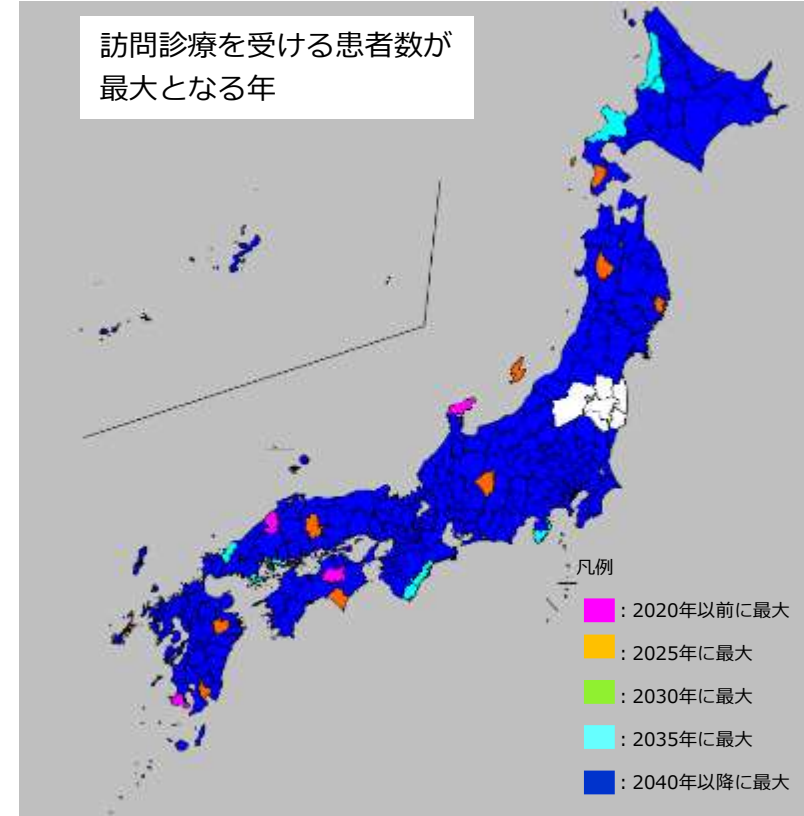 訪問診療を受ける患者数が
最大となる年
凡例
：2020年以前に最大
：2025年に最大
：2030年に最大
：2035年に最大
：2040年以降に最大